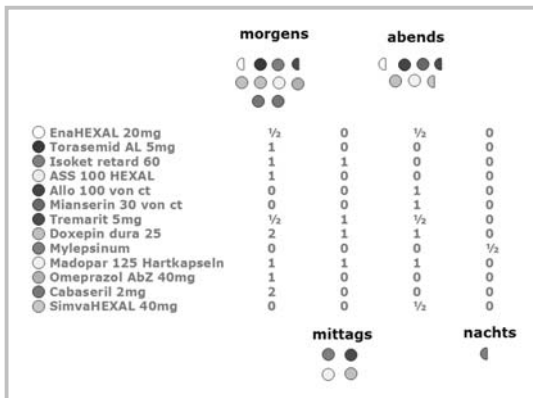 morgens abends
EnaHEXAL 20mg ½ 0 ½ 0
Torasemid AL 5mg 1 0 0 0
Isoket retard 60 1 1 0 0
ASS 100 HEXAL 1 0 0 0
Allo 100 von ct 0 0 1 0
Mianserin 30 von ct 0 0 1 0
Tremarit 5mg ½ 1 ½ 0
Doxepin dura 25 2 1 1 0
Mylepsinum 0 0 0 ½
Madopar 125 Hartkapseln 1 1 1 0
Omeprazol AbZ 40mg 1 0 0 0
Cabaseril 2mg 2 0 0 0
SimvaHEXAL 40mg 0 0 ½ 0
mittags nachts